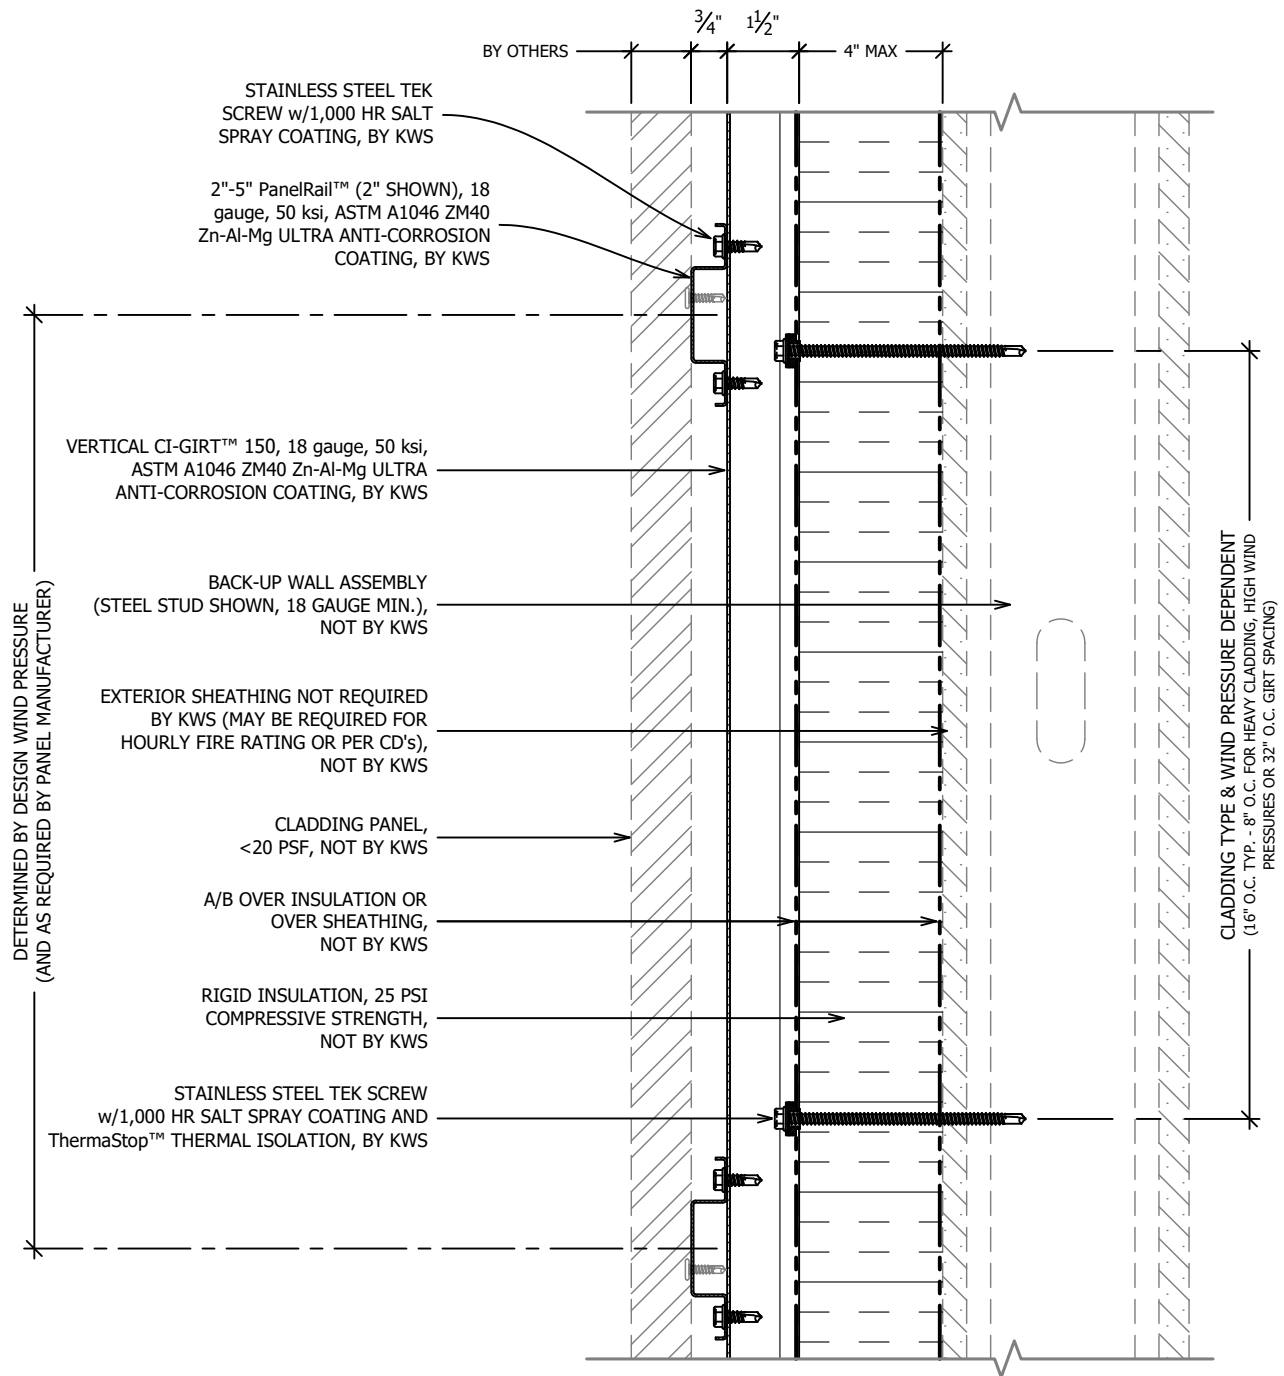 3/4"
1 1/2"
BY OTHERS
4" MAX
STAINLESS STEEL TEK
SCREW w/1,000 HR SALT
SPRAY COATING, BY KWS
2"-5" PanelRail™ (2" SHOWN), 18
gauge, 50 ksi, ASTM A1046 ZM40
Zn-Al-Mg ULTRA ANTI-CORROSION
COATING, BY KWS
VERTICAL CI-GIRT™ 150, 18 gauge, 50 ksi,
ASTM A1046 ZM40 Zn-Al-Mg ULTRA
ANTI-CORROSION COATING, BY KWS
BACK-UP WALL ASSEMBLY
(STEEL STUD SHOWN, 18 GAUGE MIN.),
NOT BY KWS
EXTERIOR SHEATHING NOT REQUIRED
BY KWS (MAY BE REQUIRED FOR
HOURLY FIRE RATING OR PER CD's),
NOT BY KWS
CLADDING PANEL,
<20 PSF, NOT BY KWS
A/B OVER INSULATION OR
OVER SHEATHING,
NOT BY KWS
RIGID INSULATION, 25 PSI
COMPRESSIVE STRENGTH,
NOT BY KWS
STAINLESS STEEL TEK SCREW
w/1,000 HR SALT SPRAY COATING AND
ThermaStop™ THERMAL ISOLATION, BY KWS
DETERMINED BY DESIGN WIND PRESSURE
(AND AS REQUIRED BY PANEL MANUFACTURER)
CLADDING TYPE & WIND PRESSURE DEPENDENT
(16" O.C. TYP. - 8" O.C. FOR HEAVY CLADDING, HIGH WIND
PRESSURES OR 32" O.C. GIRT SPACING)